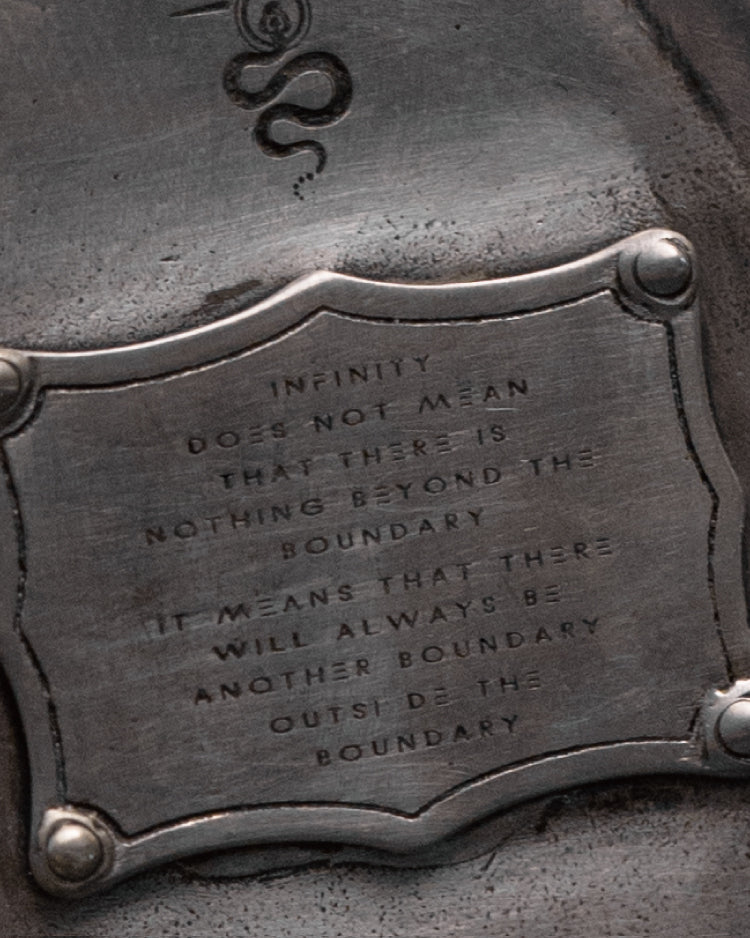 INFINITY
DOES NOT MEAN
THAT THERE IS
NOTHING BEYOND THE
BOUNDARY
IT MEANS THAT THERE
WILL ALWAYS BE
ANOTHER BOUNDARY
OUTSI DE THE
BOUNDARY